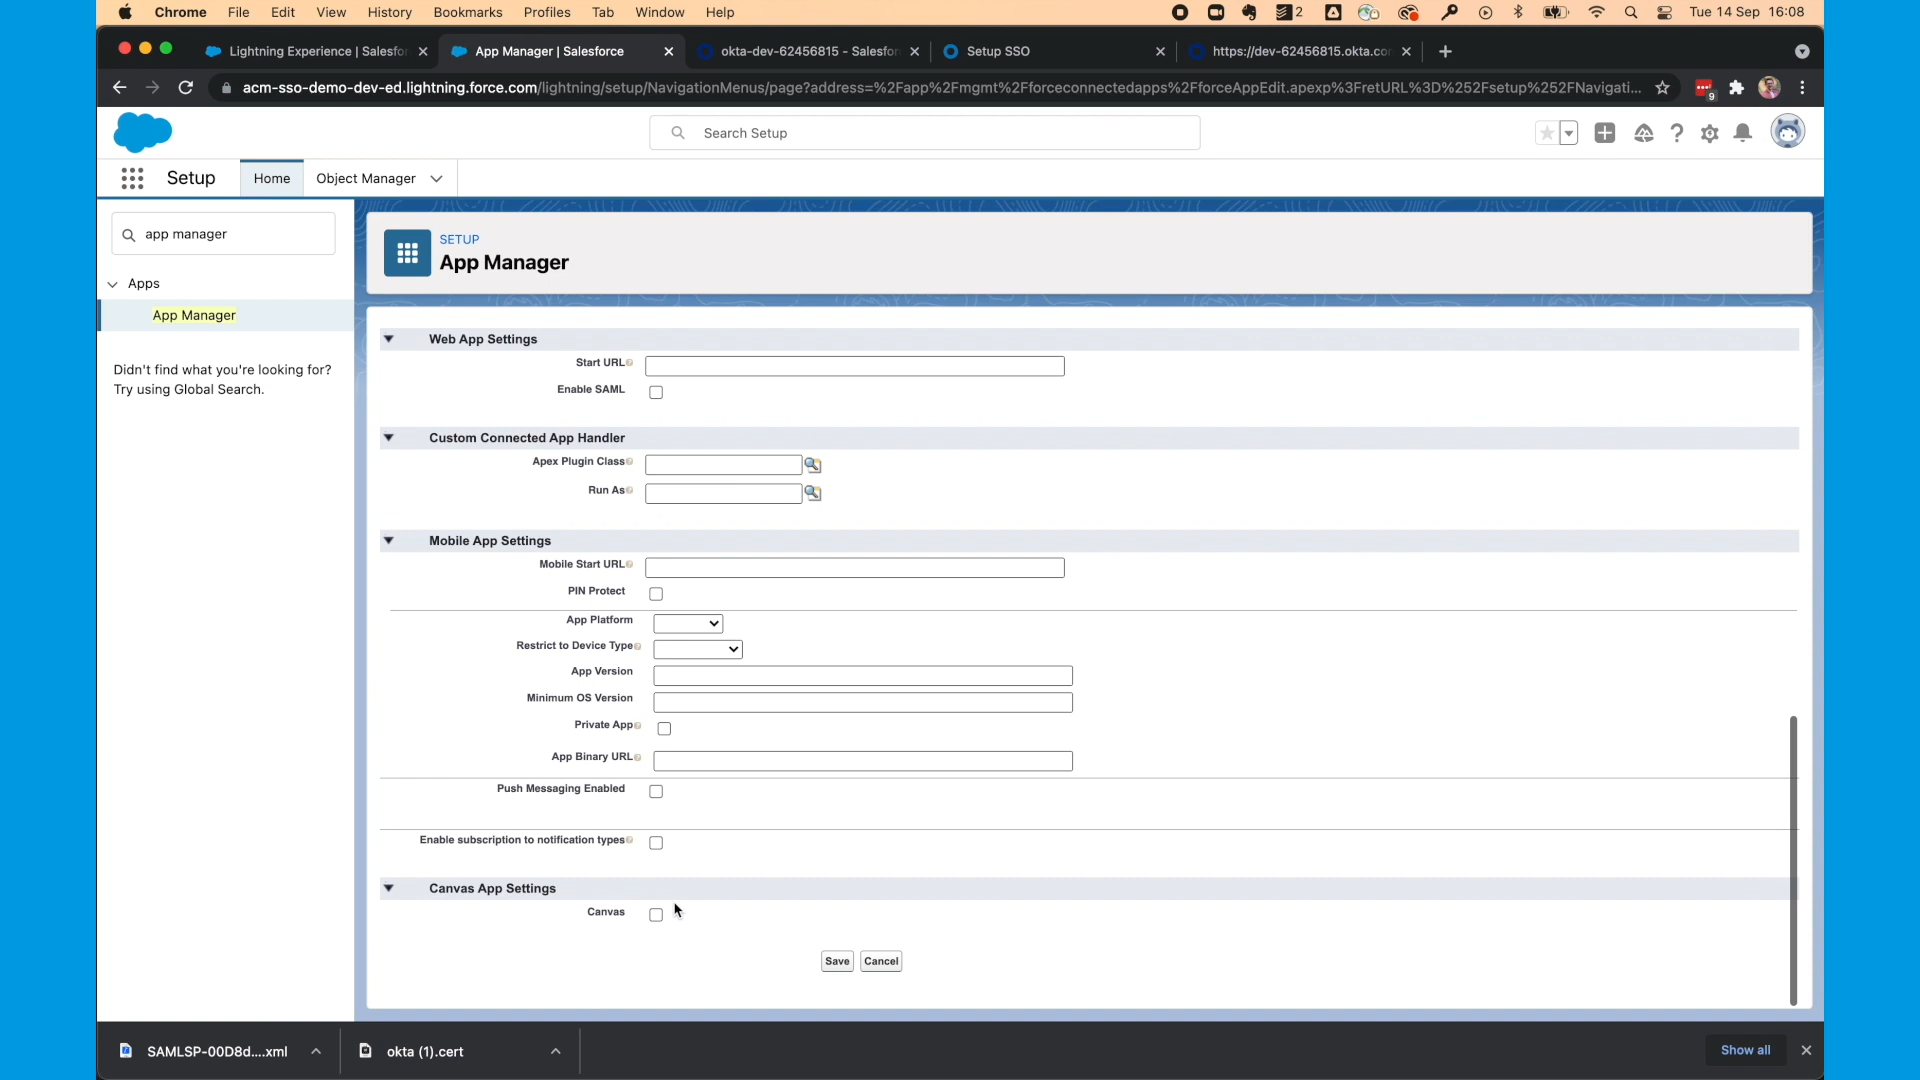 Chrome File Edit View History Bookmarks Profiles Tab Window Help 2 Tue 14 Sep 16:08
Lightning Experience | Salesfor App Manager | Salesforce okta-dev-62456815 - Salesfor Setup SSO https://dev-62456815.okta.cor
acm-sso-demo-dev-ed.lightning.force.com/lightning/setup/NavigationMenus/page?address=%2Fapp%2Fmgmt%2Fforceconnectedapps%2FforceAppEdit.apexp%3FretURL%3D%252Fsetup%252FNavigati... 9
Search Setup
Setup Home Object Manager
app manager
Apps
App Manager
Didn't find what you're looking for?
Try using Global Search.
SETUP
App Manager
Web App Settings
Start URL
Enable SAML
Custom Connected App Handler
Apex Plugin Class
Run As
Mobile App Settings
Mobile Start URL
PIN Protect
App Platform
Restrict to Device Type
App Version
Minimum OS Version
Private App
App Binary URL
Push Messaging Enabled
Enable subscription to notification types
Canvas App Settings
Canvas
Save Cancel
SAMLSP-00D8d....xml okta (1).cert Show all